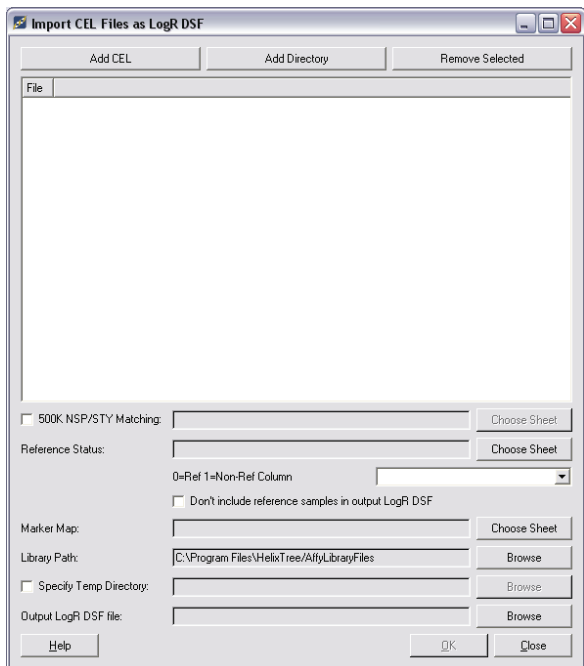 Import CEL Files as LogR DSF
Add CEL Add Directory Remove Selected
File
500K NSP/STY Matching: Choose Sheet
Reference Status: Choose Sheet
0=Ref 1=Non-Ref Column
Don't include reference samples in output LogR DSF
Marker Map: Choose Sheet
Library Path: C:\Program Files\HelixTree/AffyLibraryFiles Browse
Specify Temp Directory: Browse
Output LogR DSF file: Browse
Help OK Close